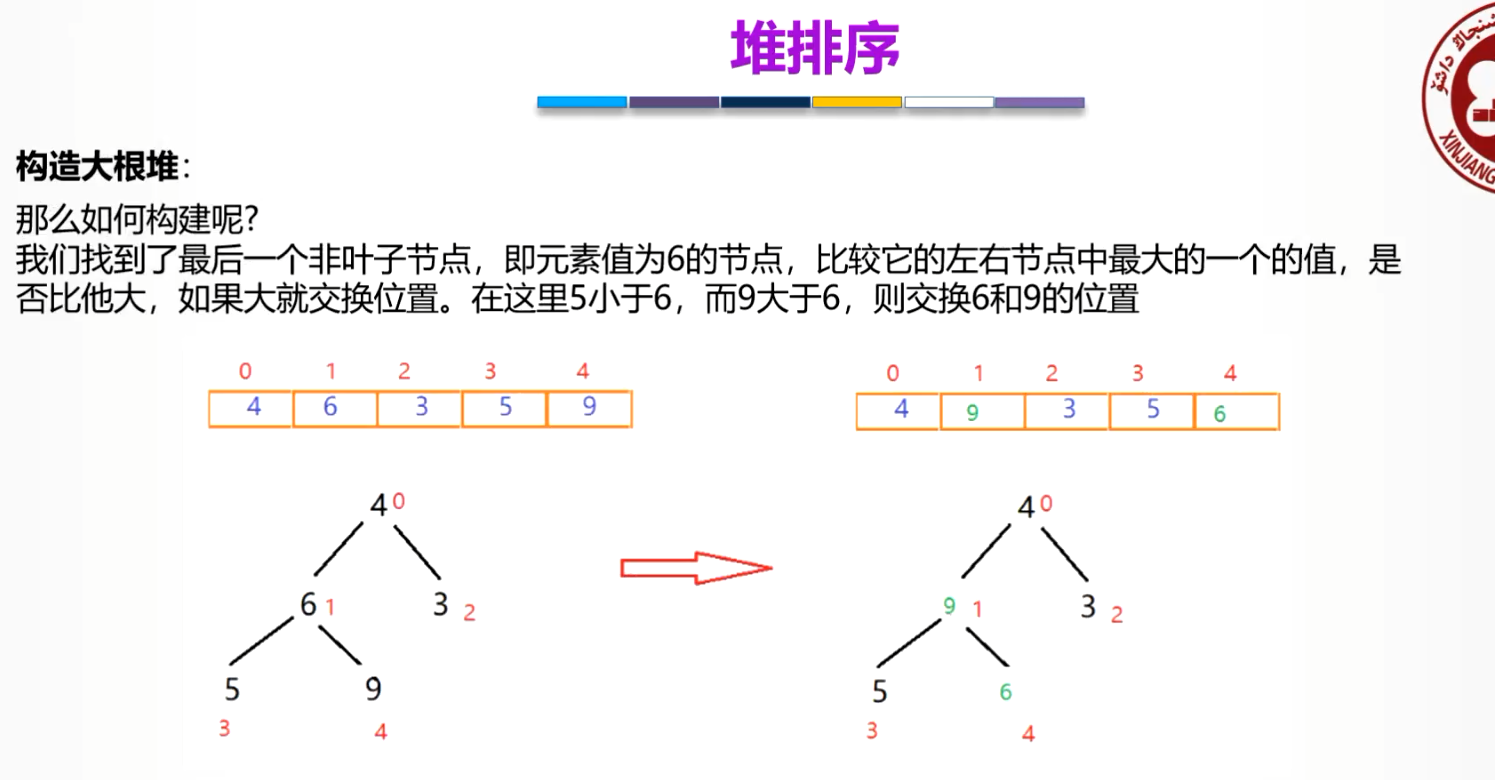 堆排序
构造大根堆：
那么如何构建呢?
我们找到了最后一个非叶子节点，即元素值为6的节点，比较它的左右节点中最大的一个的值，是
否比他大，如果大就交换位置。在这里5小于6，而9大于6，则交换6和9的位置
0 1 2 3 4
4 6 3 5 9
0 1 2 3 4
4 9 3 5 6
4 0
6 1 3 2
5 9
3 4
4 0
9 1 3 2
5 6
3 4
XINJIANG